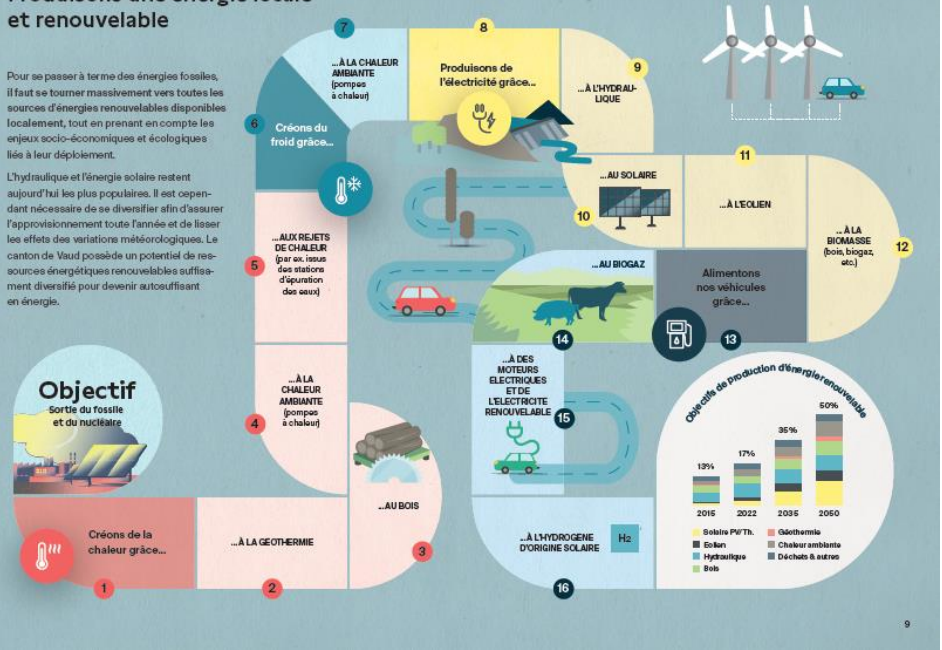 Produisons une énergie locale
et renouvelable
Pour se passer à terme des énergies fossiles,
il faut se tourner massivement vers toutes les
sources d'énergies renouvelables disponibles
localement, tout en prenant en compte les
enjeux socio-économiques et écologiques
liés à leur déploiement.
L'hydraulique et l'énergie solaire restent
aujourd'hui les plus populaires. Il est cepen-
dant nécessaire de se diversifier afin d'assurer
l'approvisionnement toute l'année et de lisser
les effets des variations météorologiques. Le
canton de Vaud possède un potentiel de res-
sources énergétiques renouvelables suffisa-
ment diversifié pour devenir autosuffisant
en énergie.
Objectif
Sortie du fossile
et du nucléaire
Créons de la
chaleur grâce...
1
...À LA GÉOTHERMIE
2
...AU BOIS
3
...À LA
CHALEUR
AMBIANTE
(pompes
à chaleur)
4
...AUX REJETS
DE CHALEUR
(par ex. issus
des stations
d'épuration
des eaux)
5
Créons du
froid grâce...
6
...À LA CHALEUR
AMBIANTE
(pompes
à chaleur)
7
Produisons de
l'électricité grâce...
8
...À L'HYDRAU-
LIQUE
9
...AU SOLAIRE
10
...À L'EOLIEN
11
...À LA
BIOMASSE
(bois, biogaz,
etc.)
12
Alimentons
nos véhicules
grâce...
13
...AU BIOGAZ
14
...À DES
MOTEURS
ELECTRIQUES
ET DE
L'ELECTRICITE
RENOUVELABLE
15
...À L'HYDROGENE
D'ORIGINE SOLAIRE
H2
16
Objectifs de production d'énergie renouvelable
13%
17%
35%
50%
2015
2022
2035
2050
Solaire PV/Th.
Eolien
Hydraulique
Bois
Géothermie
Chaleur ambiante
Déchets & autres
9